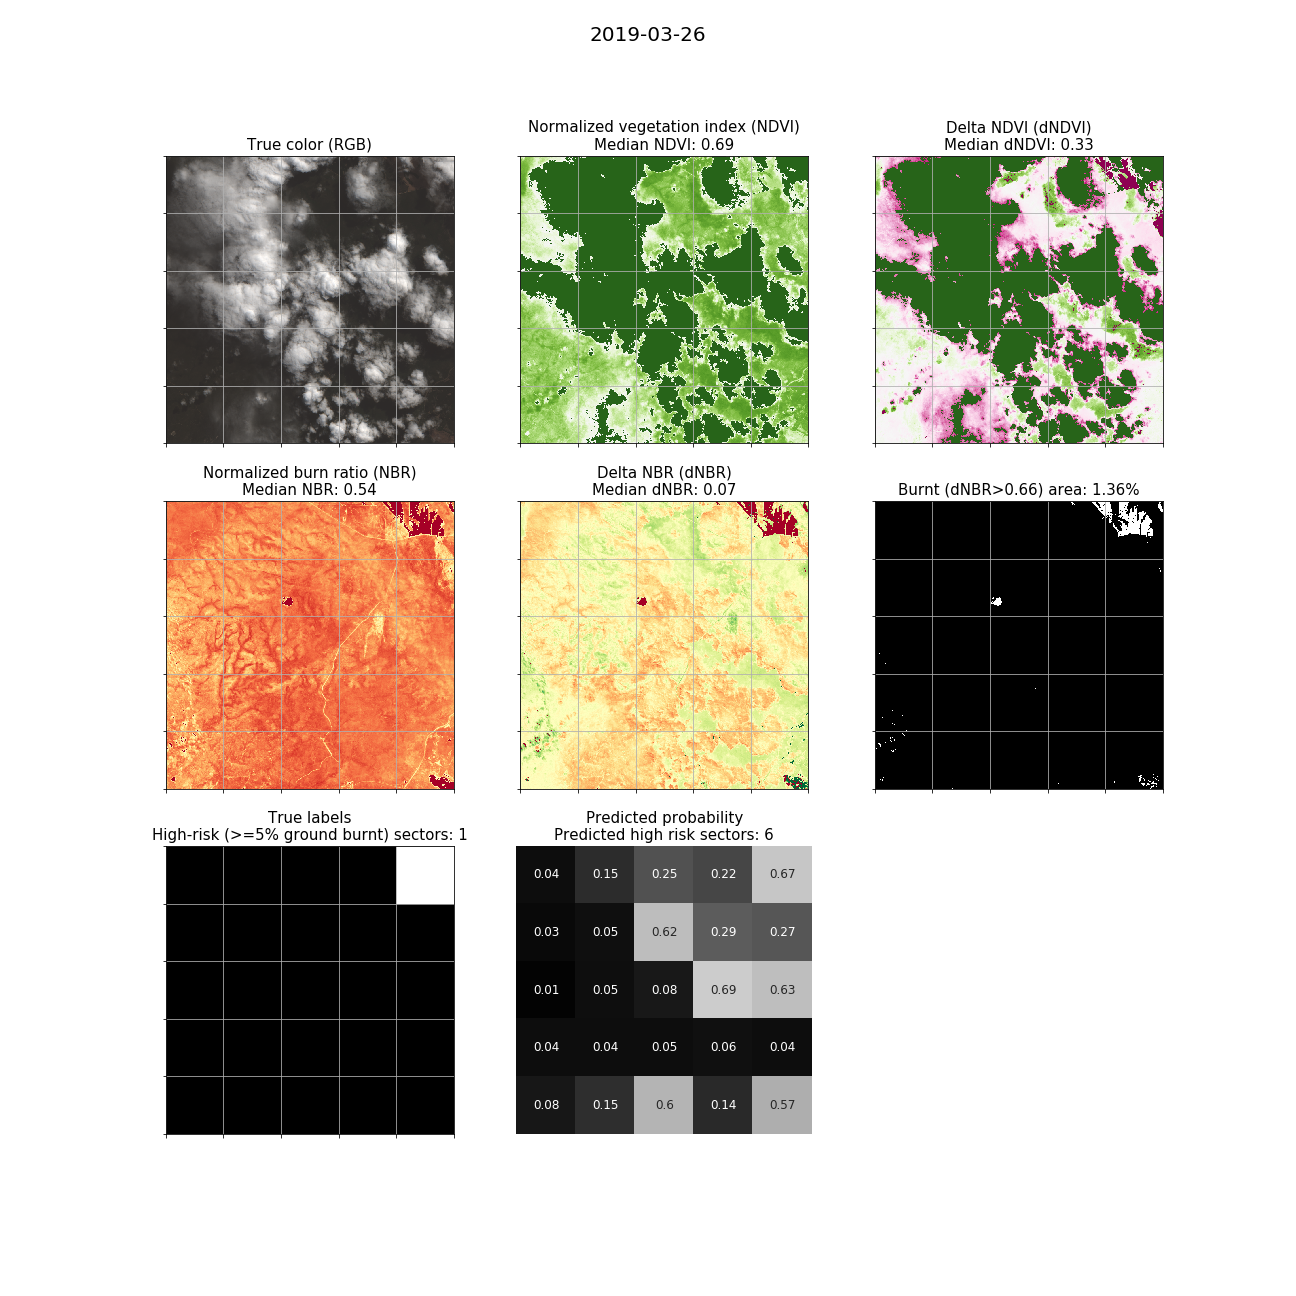 2019-03-26
True color (RGB)
Normalized vegetation index (NDVI)
Median NDVI: 0.69
Delta NDVI (dNDVI)
Median dNDVI: 0.33
Normalized burn ratio (NBR)
Median NBR: 0.54
Delta NBR (dNBR)
Median dNBR: 0.07
Burnt (dNBR>0.66) area: 1.36%
True labels
High-risk (>=5% ground burnt) sectors: 1
Predicted probability
Predicted high risk sectors: 6
0.04 0.15 0.25 0.22 0.67
0.03 0.05 0.62 0.29 0.27
0.01 0.05 0.08 0.69 0.63
0.04 0.04 0.05 0.06 0.04
0.08 0.15 0.6 0.14 0.57